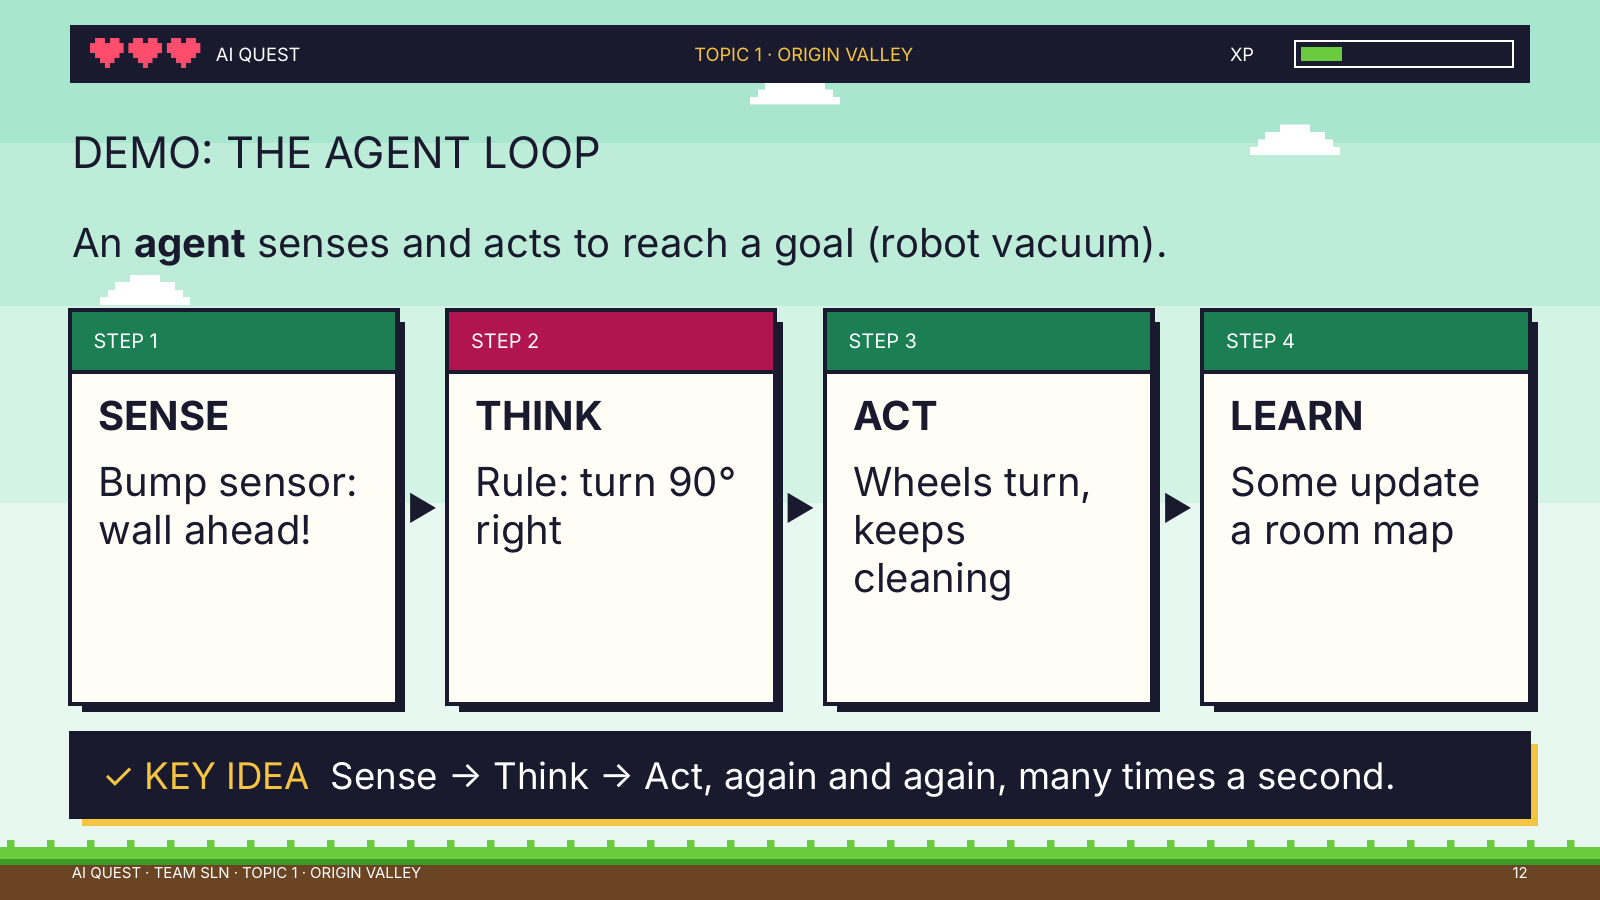 AI QUEST
TOPIC 1 · ORIGIN VALLEY
XP
DEMO: THE AGENT LOOP
An agent senses and acts to reach a goal (robot vacuum).
STEP 1
SENSE
Bump sensor:
wall ahead!
STEP 2
THINK
Rule: turn 90°
right
STEP 3
ACT
Wheels turn,
keeps
cleaning
STEP 4
LEARN
Some update
a room map
✓ KEY IDEA Sense → Think → Act, again and again, many times a second.
AI QUEST · TEAM SLN · TOPIC 1 · ORIGIN VALLEY
12